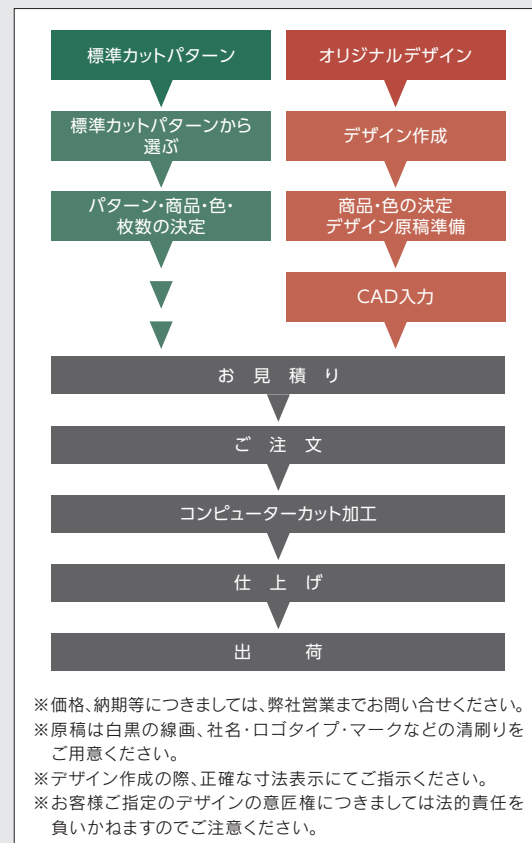 標準カットパターン
標準カットパターンから
選ぶ
パターン・商品・色・
枚数の決定
オリジナルデザイン
デザイン作成
商品・色の決定
デザイン原稿準備
CAD入力
お見積り
ご注文
コンピューターカット加工
仕上げ
出荷
※価格、納期等につきましては、弊社営業までお問い合せください。
※原稿は白黒の線画、社名・ロゴタイプ・マークなどの清刷りを
ご用意ください。
※デザイン作成の際、正確な寸法表示にてご指示ください。
※お客様ご指定のデザインの意匠権につきましては法的責任を
負いかねますのでご注意ください。